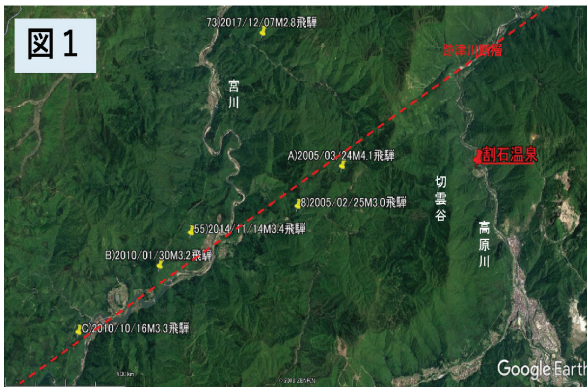 図1
73)2017/12/07M2.8飛騨
跡津川断層
宮川
A)2005/03/24M4.1飛騨
割石温泉
切雲谷
8)2005/02/25M3.0飛騨
高原川
55)2014/11/14M3.4飛騨
B)2010/01/30M3.2飛騨
C)2010/10/16M3.3飛騨
Google Earth